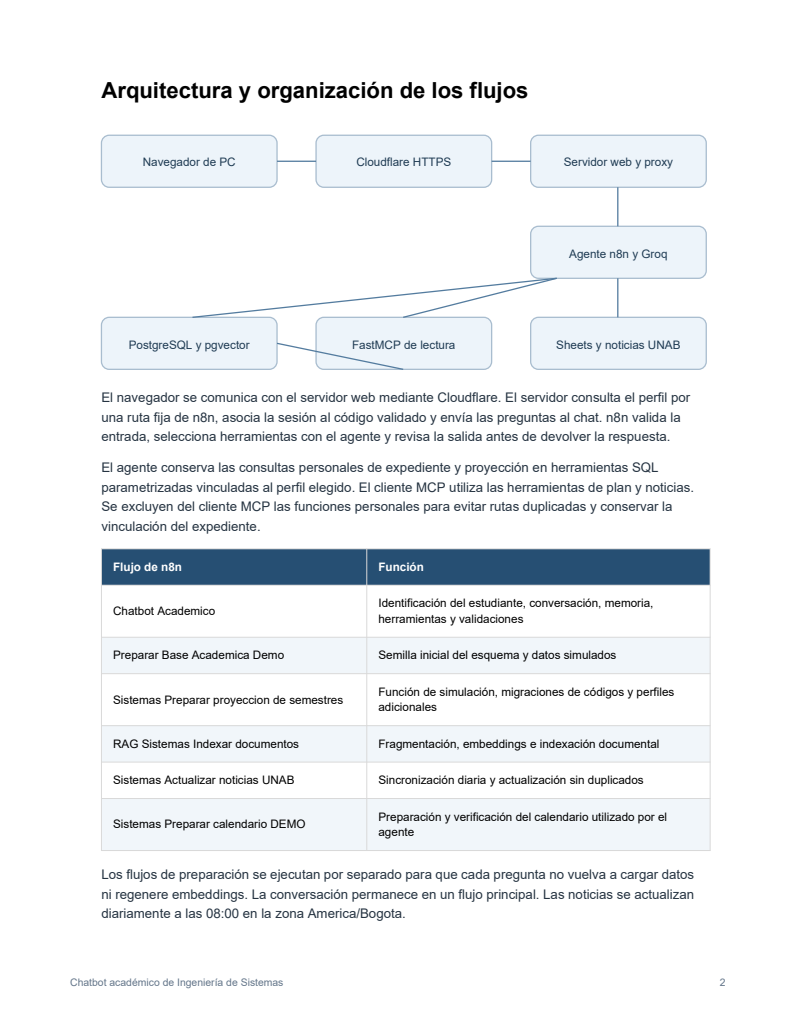 Arquitectura y organización de los flujos
Navegador de PC
Cloudflare HTTPS
Servidor web y proxy
Agente n8n y Groq
PostgreSQL y pgvector
FastMCP de lectura
Sheets y noticias UNAB
El navegador se comunica con el servidor web mediante Cloudflare. El servidor consulta el perfil por
una ruta fija de n8n, asocia la sesión al código validado y envía las preguntas al chat. n8n valida la
entrada, selecciona herramientas con el agente y revisa la salida antes de devolver la respuesta.
El agente conserva las consultas personales de expediente y proyección en herramientas SQL
parametrizadas vinculadas al perfil elegido. El cliente MCP utiliza las herramientas de plan y noticias.
Se excluyen del cliente MCP las funciones personales para evitar rutas duplicadas y conservar la
vinculación del expediente.
Flujo de n8n
Función
Chatbot Academico
Identificación del estudiante, conversación, memoria,
herramientas y validaciones
Preparar Base Academica Demo
Semilla inicial del esquema y datos simulados
Sistemas Preparar proyeccion de semestres
Función de simulación, migraciones de códigos y perfiles
adicionales
RAG Sistemas Indexar documentos
Fragmentación, embeddings e indexación documental
Sistemas Actualizar noticias UNAB
Sincronización diaria y actualización sin duplicados
Sistemas Preparar calendario DEMO
Preparación y verificación del calendario utilizado por el
agente
Los flujos de preparación se ejecutan por separado para que cada pregunta no vuelva a cargar datos
ni regenere embeddings. La conversación permanece en un flujo principal. Las noticias se actualizan
diariamente a las 08:00 en la zona America/Bogota.
Chatbot académico de Ingeniería de Sistemas
2